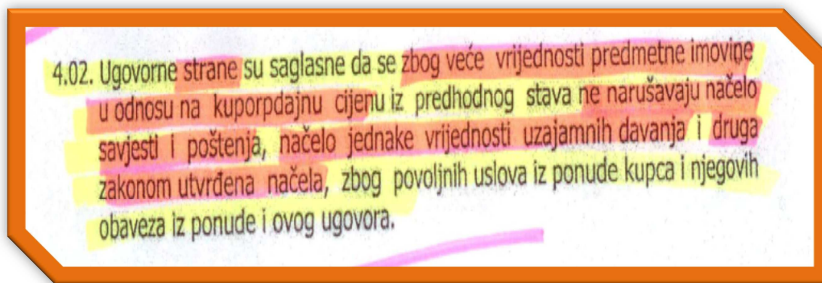 4.02. Ugovorne strane su saglasne da se zbog veće vrijednosti predmetne imovine
u odnosu na kuporpdajnu cijenu iz predhodnog stava ne narušavaju načelo
savjesti i poštenja, načelo jednake vrijednosti uzajamnih davanja i druga
zakonom utvrđena načela, zbog povoljnih uslova iz ponude kupca i njegovih
obaveza iz ponude i ovog ugovora.